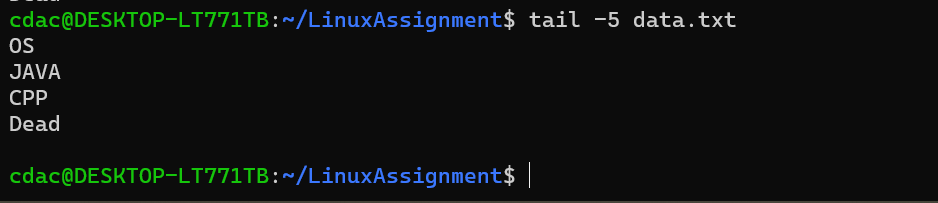 cdac@DESKTOP-LT771TB:~/LinuxAssignment$ tail -5 data.txt
OS
JAVA
CPP
Dead
cdac@DESKTOP-LT771TB:~/LinuxAssignment$